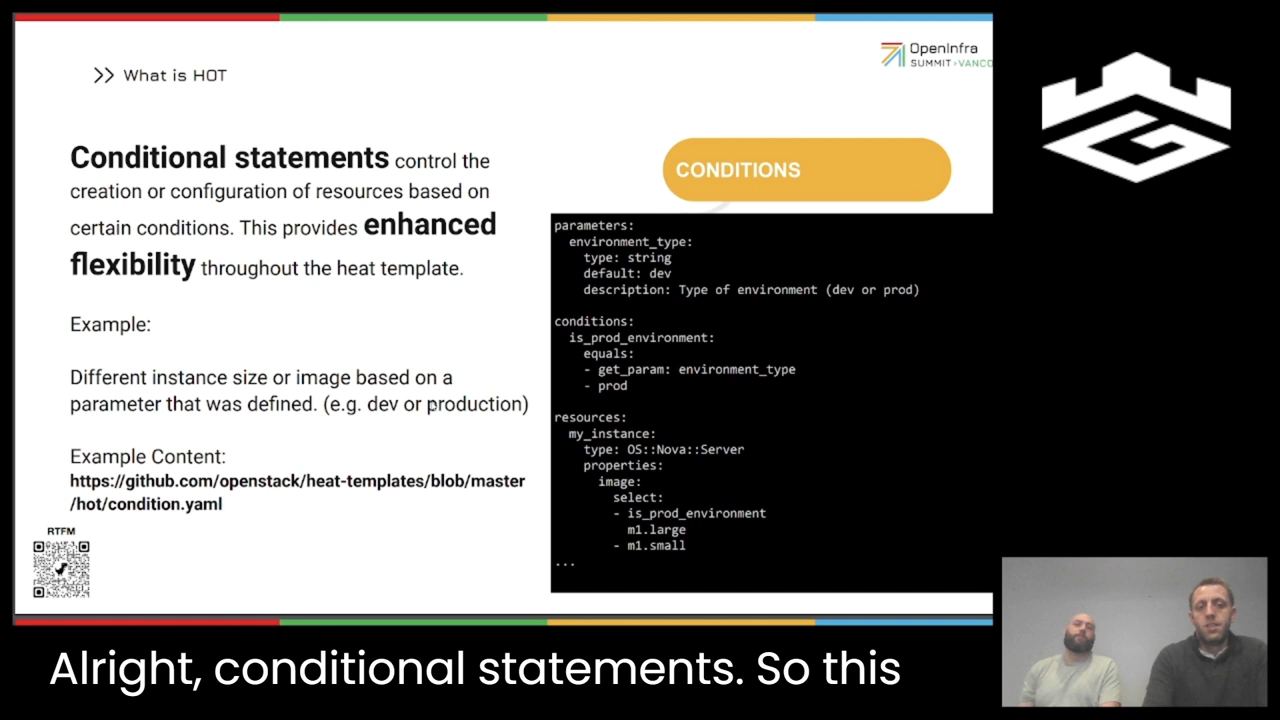 What is HOT
OpenInfra
SUMMIT>VANCO
Conditional statements control the
creation or configuration of resources based on
certain conditions. This provides enhanced
flexibility throughout the heat template.
Example:
Different instance size or image based on a
parameter that was defined. (e.g. dev or production)
Example Content:
https://github.com/openstack/heat-templates/blob/master
/hot/condition.yaml
RTFM
CONDITIONS
parameters:
environment_type:
type: string
default: dev
description: Type of environment (dev or prod)
conditions:
is_prod_environment:
equals:
- get_param: environment_type
- prod
resources:
my_instance:
type: OS::Nova::Server
properties:
image:
select:
- is_prod_environment
m1.large
- m1.small
...
Alright, conditional statements. So this